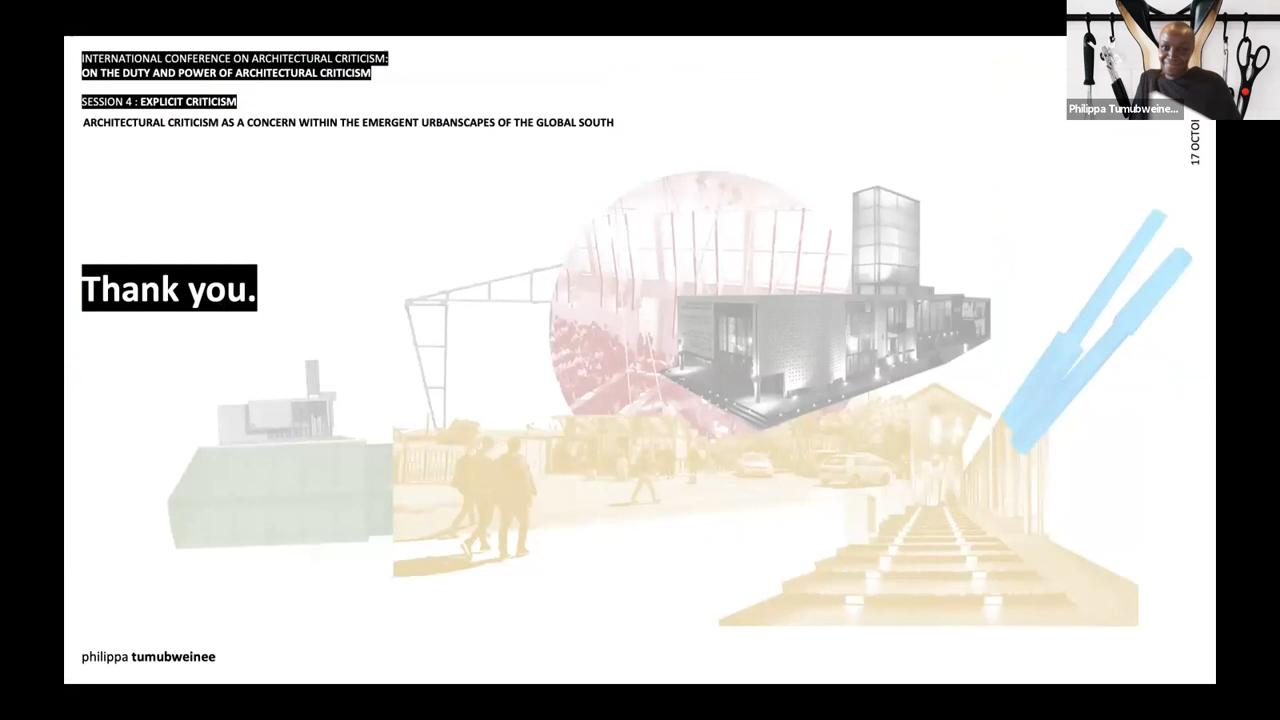 INTERNATIONAL CONFERENCE ON ARCHITECTURAL CRITICISM:
ON THE DUTY AND POWER OF ARCHITECTURAL CRITICISM
SESSION 4 : EXPLICIT CRITICISM
ARCHITECTURAL CRITICISM AS A CONCERN WITHIN THE EMERGENT URBANSCAPES OF THE GLOBAL SOUTH
Philippa Tumubweine...
17 OCTO
Thank you.
philippa tumubweinee